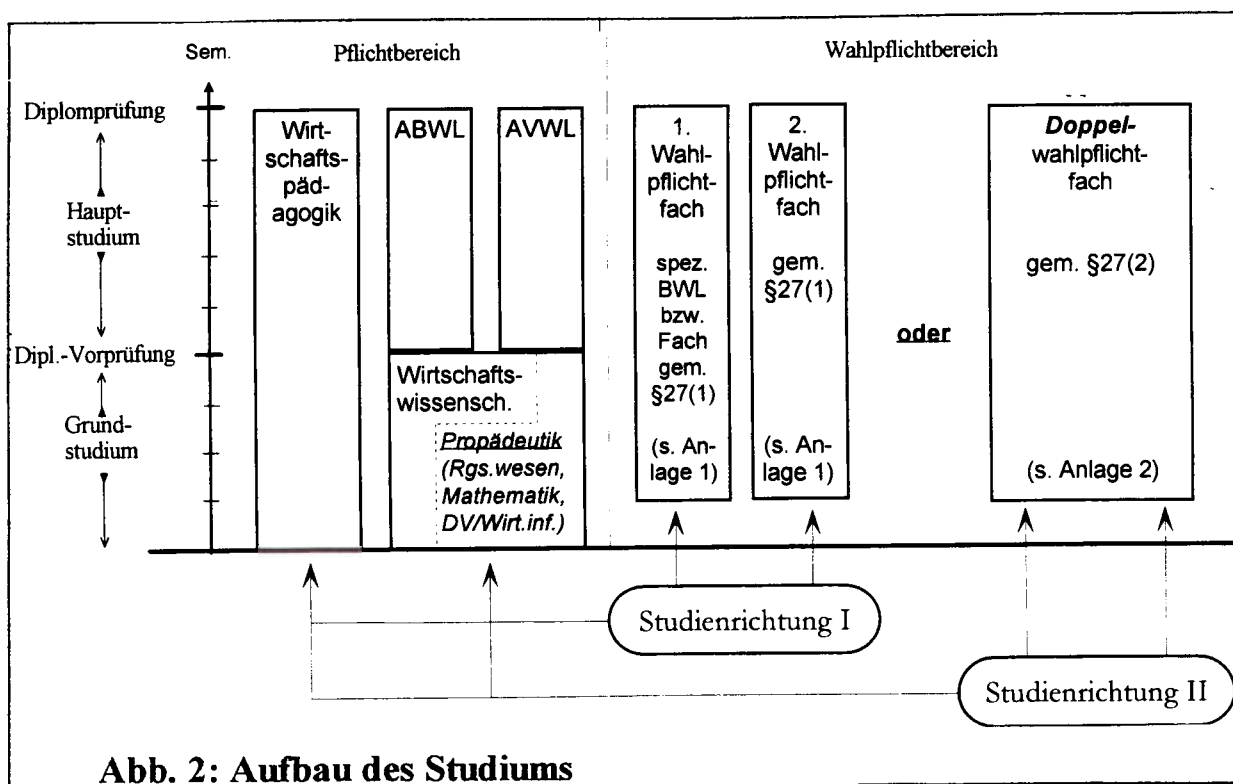 Sem.
Pflichtbereich
Wahlpflichtbereich
Diplomprüfung
Haupt-
studium
Dipl.-Vorprüfung
Grund-
studium
Wirt-
schafts-
päd-
agogik
ABWL
AVWL
Wirtschafts-
wissensch.
Propädeutik
(Rgs.wesen,
Mathematik,
DV/Wirt.inf.)
1.
Wahl-
pflicht-
fach
spez.
BWL
bzw.
Fach
gem.
§27(1)
(s. An-
lage 1)
2.
Wahl-
pflicht-
fach
gem.
§27(1)
(s. An-
lage 1)
oder
Doppel-
wahlpflicht-
fach
gem. §27(2)
(s. Anlage 2)
Studienrichtung I
Studienrichtung II
Abb. 2: Aufbau des Studiums